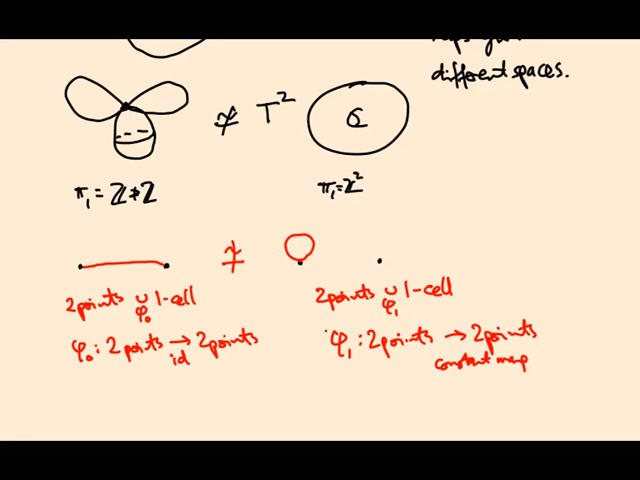 different spaces.
≄ T²
π₁ = ℤ * ℤ
π₁ = ℤ²
≄
2 points ∪ 1-cell
φ₀
2 points ∪ 1-cell
φ₁
φ₀ : 2 points → 2 points
id
φ₁ : 2 points → 2 points
constant map